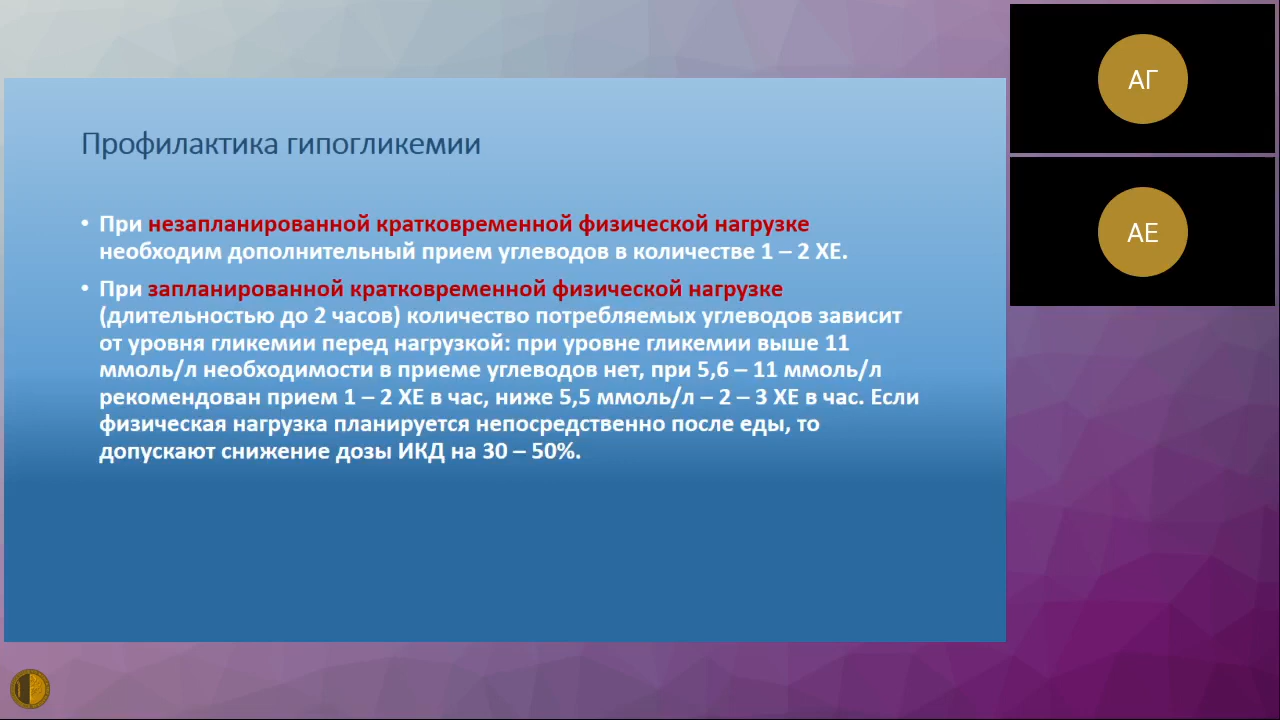 Профилактика гипогликемии
• При незапланированной кратковременной физической нагрузке
необходим дополнительный прием углеводов в количестве 1 – 2 ХЕ.
• При запланированной кратковременной физической нагрузке
(длительностью до 2 часов) количество потребляемых углеводов зависит
от уровня гликемии перед нагрузкой: при уровне гликемии выше 11
ммоль/л необходимости в приеме углеводов нет, при 5,6 – 11 ммоль/л
рекомендован прием 1 – 2 ХЕ в час, ниже 5,5 ммоль/л – 2 – 3 ХЕ в час. Если
физическая нагрузка планируется непосредственно после еды, то
допускают снижение дозы ИКД на 30 – 50%.
АГ
АЕ